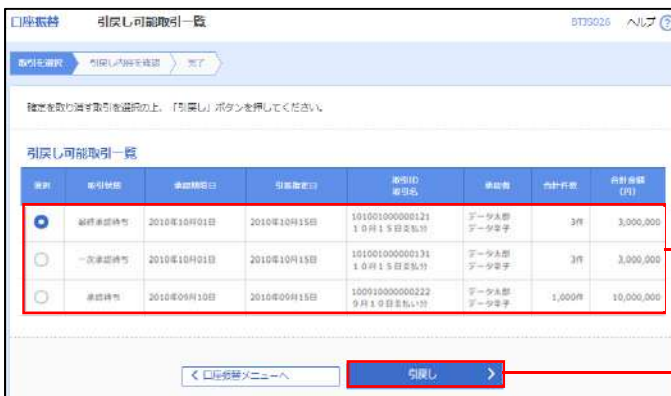 口座振替 引戻し可能取引一覧 BTJS026 ヘルプ
取引を選択 引戻し内容を確認 完了
確定を取り消す取引を選択の上、「引戻し」ボタンを押してください。
引戻し可能取引一覧
選択 取引状態 承認期限日 引落指定日 取引ID 取引名 承認者 合計件数 合計金額(円)
最終承認待ち 2010年10月01日 2010年10月15日 101001000000121 3件 3,000,000
10月15日支払分 データ太郎 データ幸子
一次承認待ち 2010年10月01日 2010年10月15日 101001000000131 3件 3,000,000
10月15日支払分 データ太郎 データ幸子
承認待ち 2010年09月10日 2010年09月15日 100910000000222 1,000件 10,000,000
9月10日支払い分 データ太郎 データ幸子
口座振替メニューへ 引戻し